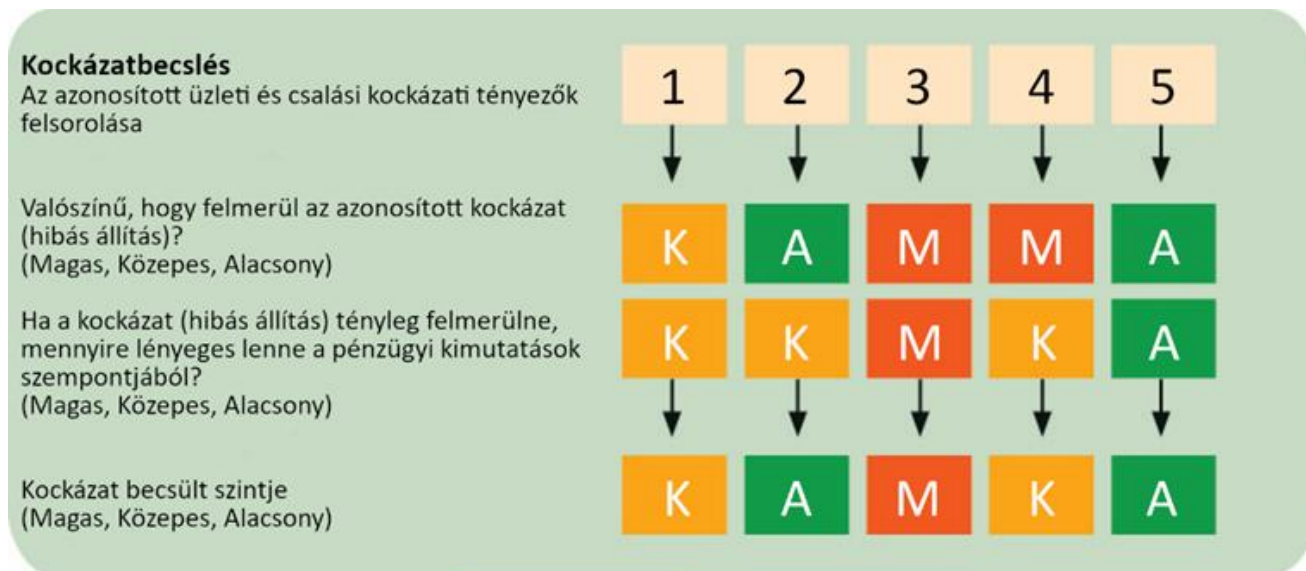 Kockázatbecslés
Az azonosított üzleti és csalási kockázati tényezők
felsorolása
1 2 3 4 5
Valószínű, hogy felmerül az azonosított kockázat
(hibás állítás)?
(Magas, Közepes, Alacsony)
K A M M A
Ha a kockázat (hibás állítás) tényleg felmerülne,
mennyire lényeges lenne a pénzügyi kimutatások
szempontjából?
(Magas, Közepes, Alacsony)
K K M K A
Kockázat becsült szintje
(Magas, Közepes, Alacsony)
K A M K A